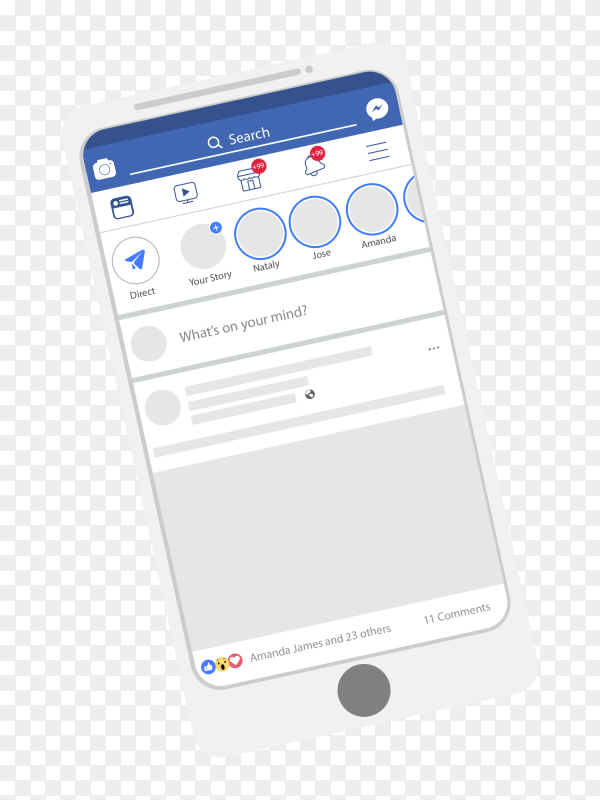 Search
+99
+99
Direct
Your Story
+
Nataly
Jose
Amanda
What's on your mind?
Amanda James and 23 others
11 Comments